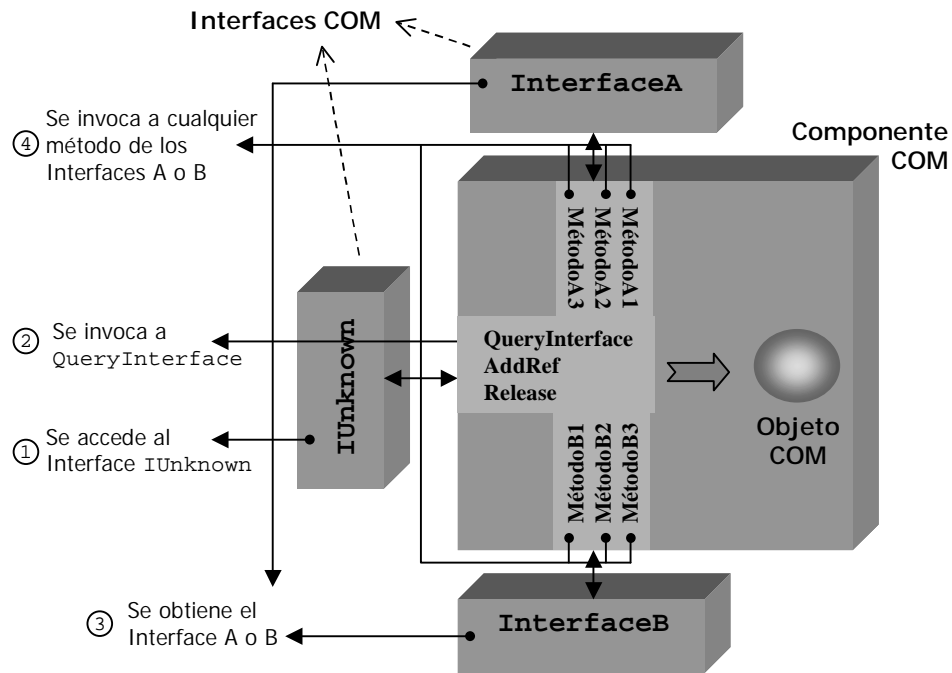 Interfaces COM
InterfaceA
4
Se invoca a cualquier
método de los
Interfaces A o B
Componente
COM
MétodoA3
MétodoA2
MétodoA1
2
Se invoca a
QueryInterface
IUnknown
QueryInterface
AddRef
Release
1
Se accede al
Interface IUnknown
Objeto
COM
MétodoB1
MétodoB2
MétodoB3
3
Se obtiene el
Interface A o B
InterfaceB